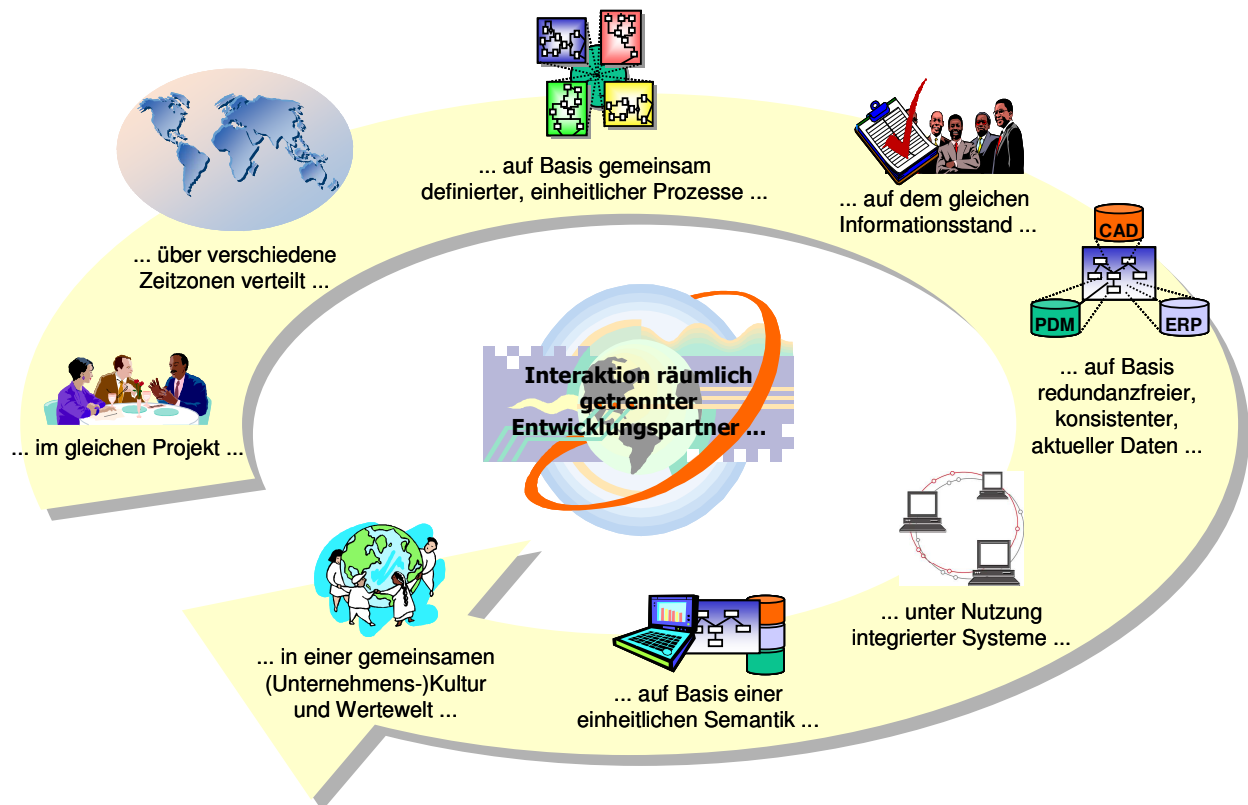 Interaktion räumlich
getrennter
Entwicklungspartner ...
... im gleichen Projekt ...
... über verschiedene
Zeitzonen verteilt ...
... auf Basis gemeinsam
definierter, einheitlicher Prozesse ...
... auf dem gleichen
Informationsstand ...
CAD
PDM
ERP
... auf Basis
redundanzfreier,
konsistenter,
aktueller Daten ...
... unter Nutzung
integrierter Systeme ...
... auf Basis einer
einheitlichen Semantik ...
... in einer gemeinsamen
(Unternehmens-)Kultur
und Wertewelt ...